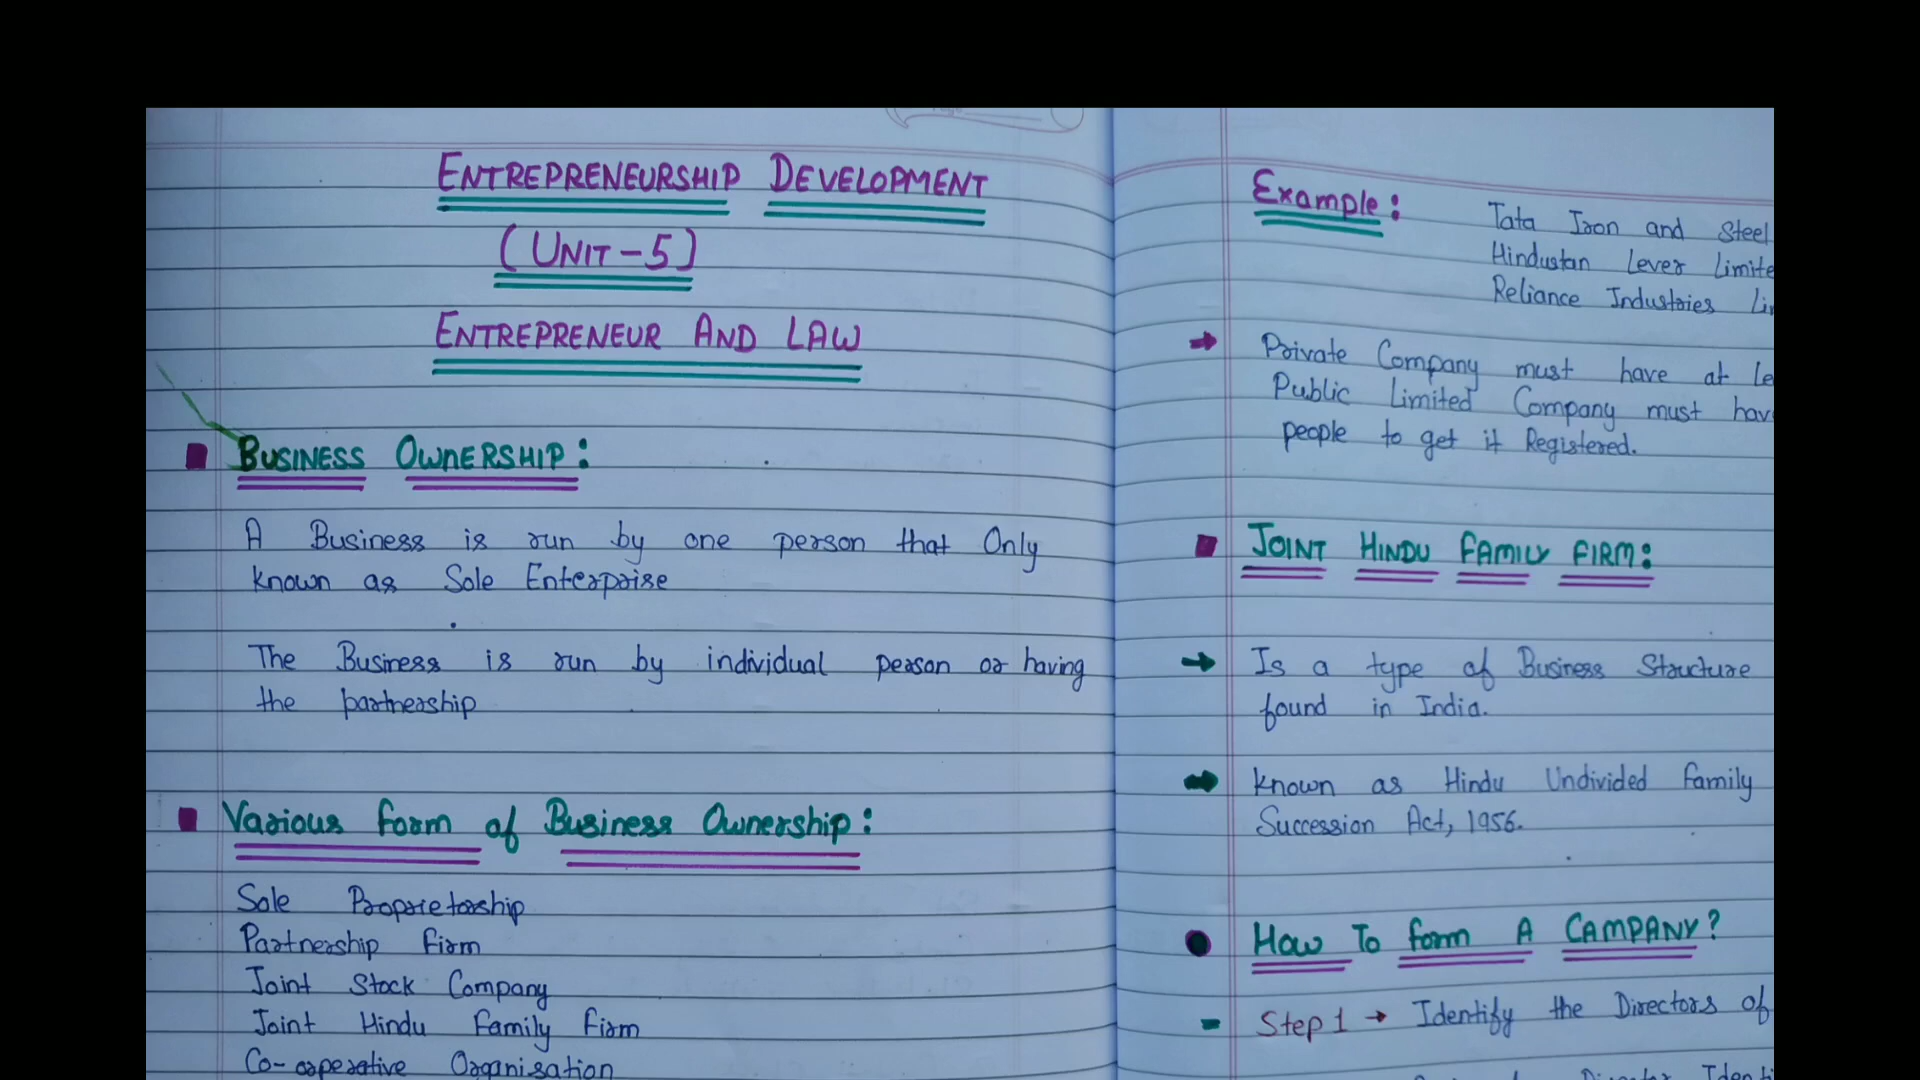 ENTREPRENEURSHIP DEVELOPMENT
(UNIT-5)
ENTREPRENEUR AND LAW
BUSINESS OWNERSHIP:
A Business is run by one person that Only
known as Sole Enterprise
The Business is run by individual person or having
the partnership
Various form of Business Ownership:
Sole Proprietorship
Partnership firm
Joint Stock Company
Joint Hindu Family firm
Co-operative Organisation
Example:
Tata Iron and Steel
Hindustan Lever Limite
Reliance Industries Li
Private Company must have at le
Public Limited Company must hav
people to get it Registered.
JOINT HINDU FAMILY FIRM:
Is a type of Business Structure
found in India.
known as Hindu Undivided Family
Succession Act, 1956.
HOW TO form A CAMPANY?
Step 1 → Identify the Directors of